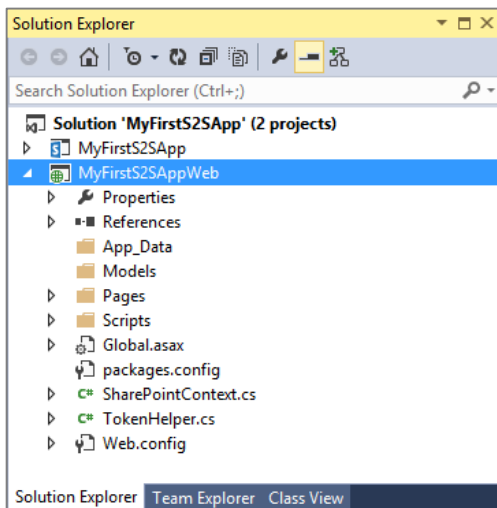 Solution Explorer
Search Solution Explorer (Ctrl+;)
Solution 'MyFirstS2SApp' (2 projects)
MyFirstS2SApp
MyFirstS2SAppWeb
Properties
References
App_Data
Models
Pages
Scripts
Global.asax
packages.config
C# SharePointContext.cs
C# TokenHelper.cs
Web.config
Solution Explorer Team Explorer Class View